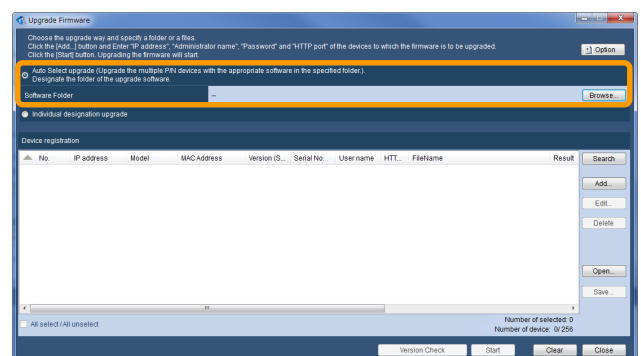 Upgrade Firmware
Choose the upgrade way and specify a folder or a files.
Click the [Add...] button and Enter "IP address", "Administrator name", "Password" and "HTTP port" of the devices to which the firmware is to be upgraded.
Click the [Start] button. Upgrading the firmware will start.
Option
Auto Select upgrade (Upgrade the multiple P/N devices with the appropriate software in the specified folder.).
Designate the folder of the upgrade software.
Software Folder -- Browse...
Individual designation upgrade
Device registration
No. IP address Model MAC Address Version (S... Serial No. User name HTT... FileName Result Search
Add...
Edit...
Delete
Open...
Save...
All select / All unselect
Number of selected: 0
Number of device: 0/ 256
Version Check Start Clear Close